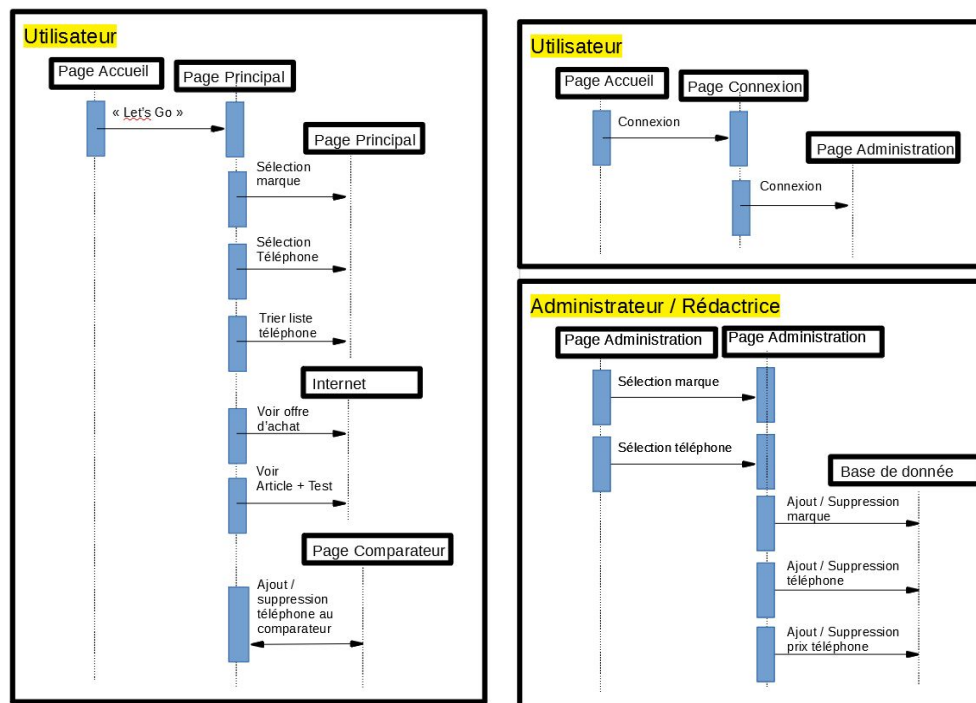 Utilisateur
Page Accueil
Page Principal
« Let's Go »
Page Principal
Sélection
marque
Sélection
Téléphone
Trier liste
téléphone
Internet
Voir offre
d'achat
Voir
Article + Test
Page Comparateur
Ajout /
suppression
téléphone au
comparateur
Utilisateur
Page Accueil
Page Connexion
Connexion
Page Administration
Connexion
Administrateur / Rédactrice
Page Administration
Page Administration
Sélection marque
Sélection téléphone
Base de donnée
Ajout / Suppression
marque
Ajout / Suppression
téléphone
Ajout / Suppression
prix téléphone